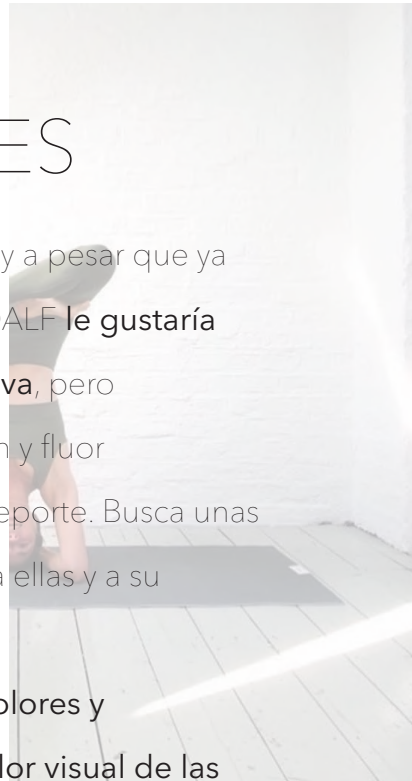 ES
y a pesar que ya
ALF le gustaría
va, pero
n y fluor
eporte. Busca unas
a ellas y a su
olores y
lor visual de las